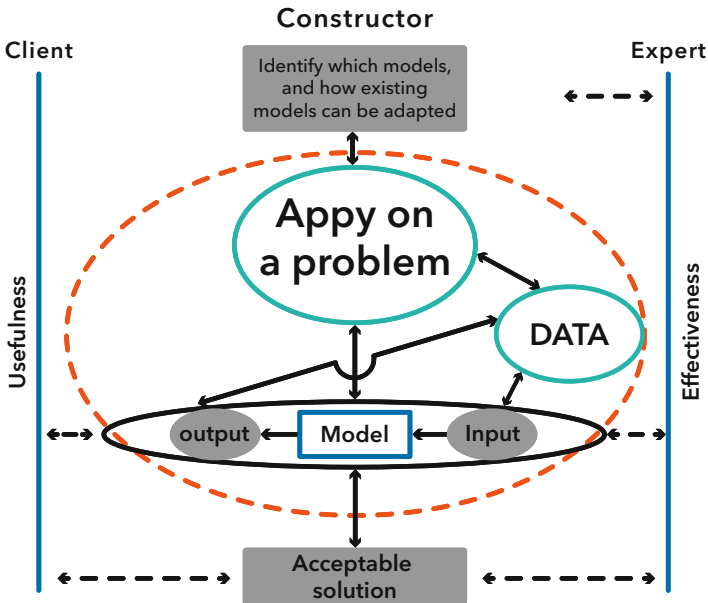 Constructor
Client
Expert
Identify which models,
and how existing
models can be adapted
Appy on
a problem
DATA
Usefulness
Effectiveness
output
Model
Input
Acceptable
solution